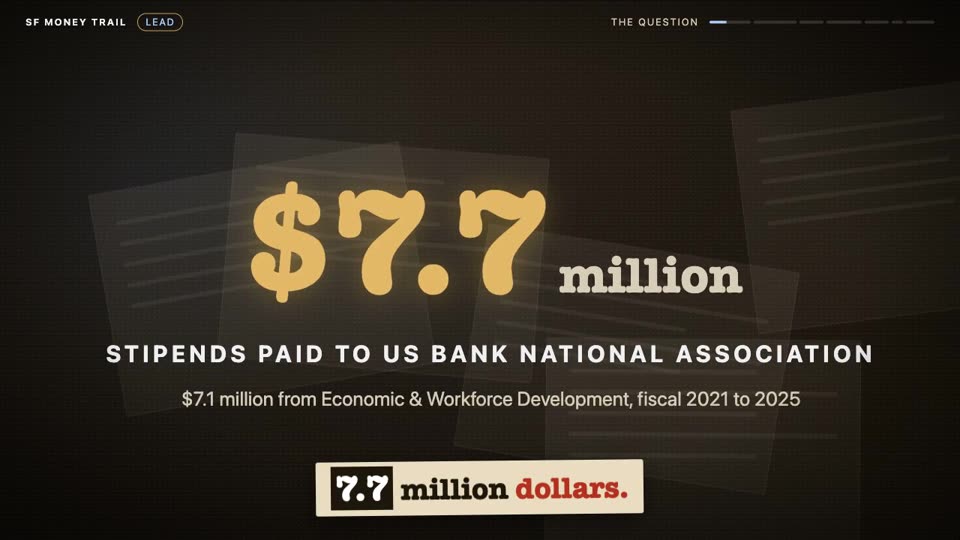 SF MONEY TRAIL LEAD THE QUESTION
$7.7 million
STIPENDS PAID TO US BANK NATIONAL ASSOCIATION
$7.1 million from Economic & Workforce Development, fiscal 2021 to 2025
7.7 million dollars.